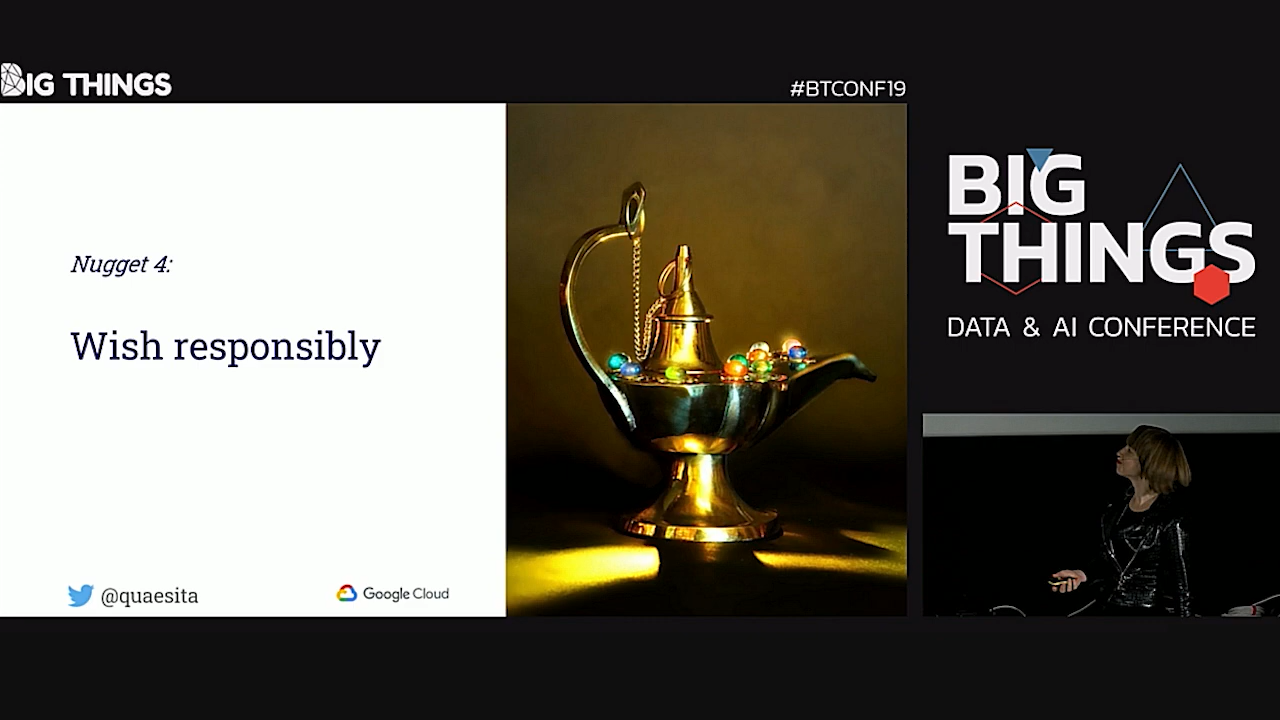 BIG THINGS
#BTCONF19
Nugget 4:
Wish responsibly
@quaesita
Google Cloud
BIG
THINGS
DATA & AI CONFERENCE